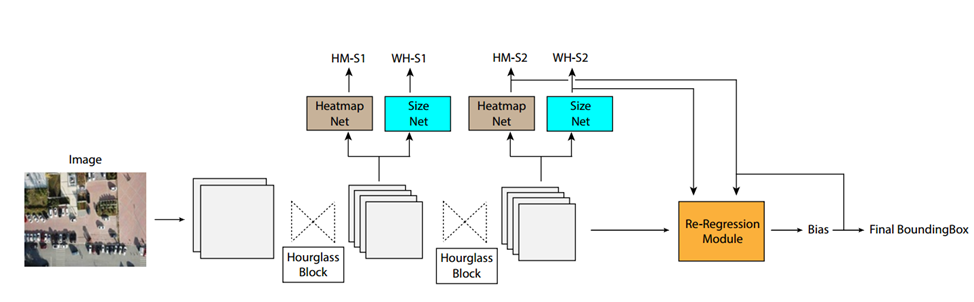 HM-S1
WH-S1
HM-S2
WH-S2
Heatmap
Net
Size
Net
Heatmap
Net
Size
Net
Image
Hourglass
Block
Hourglass
Block
Re-Regression
Module
Bias
Final BoundingBox